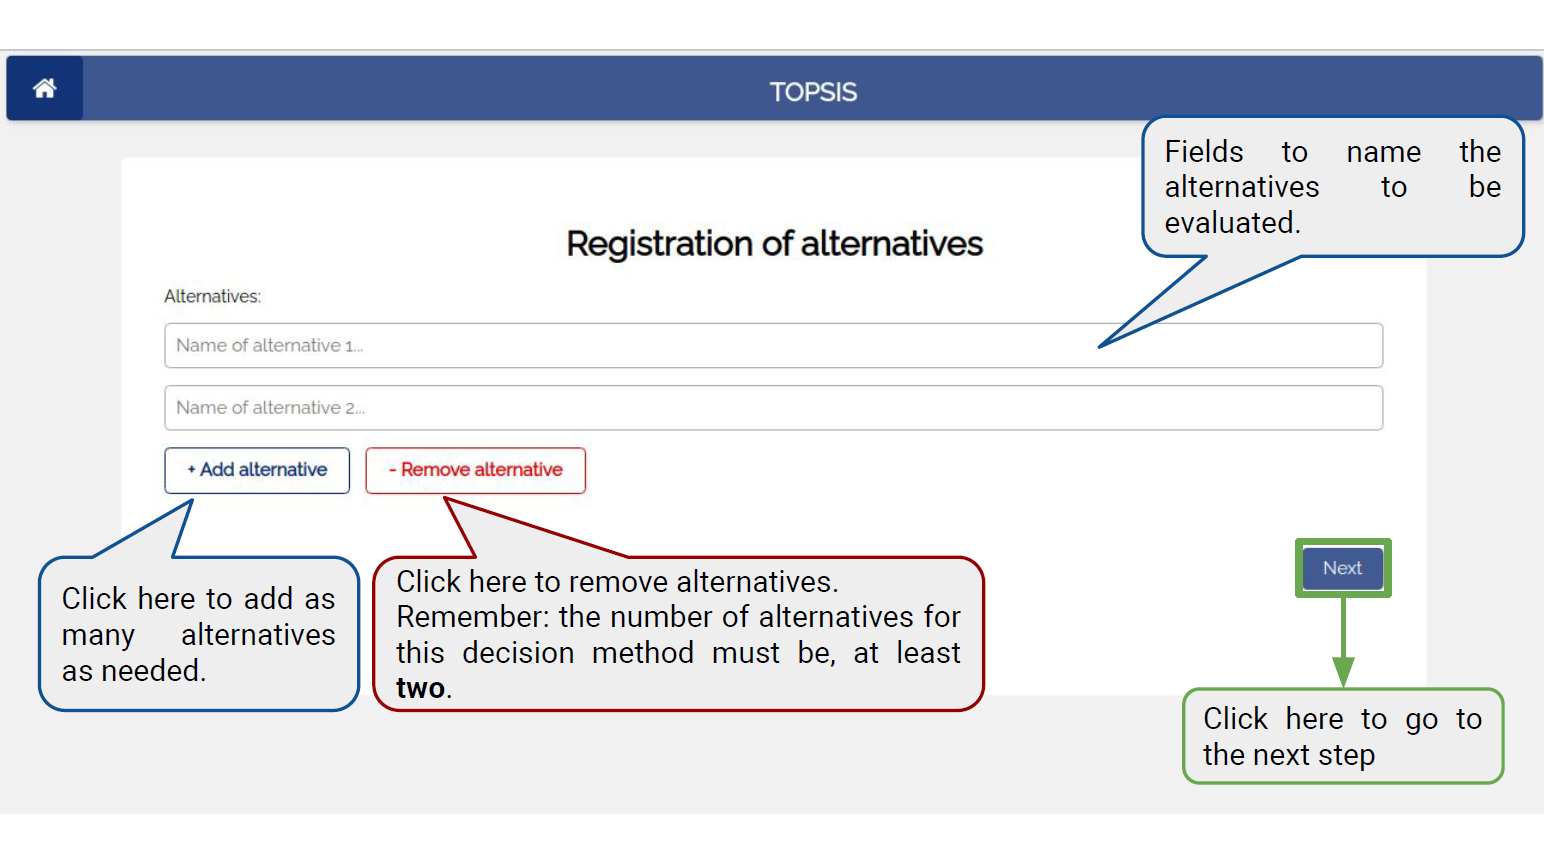 TOPSIS
Fields to name the
alternatives to be
evaluated.
Registration of alternatives
Alternatives:
Name of alternative 1...
Name of alternative 2...
+ Add alternative
- Remove alternative
Click here to add as
many alternatives
as needed.
Click here to remove alternatives.
Remember: the number of alternatives for
this decision method must be, at least
two.
Next
Click here to go to
the next step